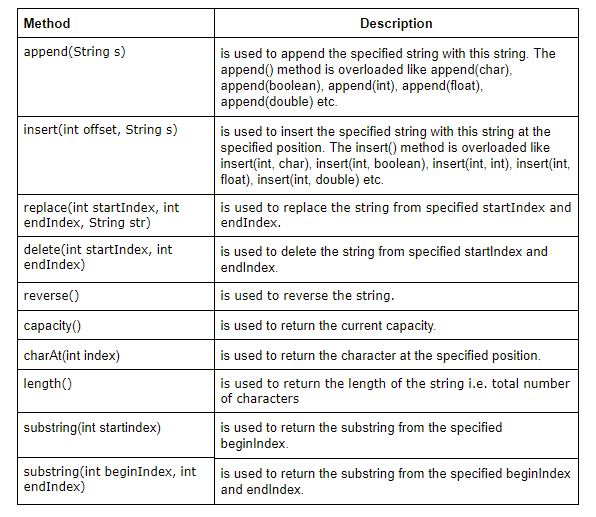 Method Description
append(String s) is used to append the specified string with this string. The
append() method is overloaded like append(char),
append(boolean), append(int), append(float),
append(double) etc.
insert(int offset, String s) is used to insert the specified string with this string at the
specified position. The insert() method is overloaded like
insert(int, char), insert(int, boolean), insert(int, int), insert(int,
float), insert(int, double) etc.
replace(int startIndex, int is used to replace the string from specified startIndex and
endIndex, String str) endIndex.
delete(int startIndex, int is used to delete the string from specified startIndex and
endIndex) endIndex.
reverse() is used to reverse the string.
capacity() is used to return the current capacity.
charAt(int index) is used to return the character at the specified position.
length() is used to return the length of the string i.e. total number
of characters
substring(int startindex) is used to return the substring from the specified
beginIndex.
substring(int beginIndex, int is used to return the substring from the specified beginIndex
endIndex) and endIndex.